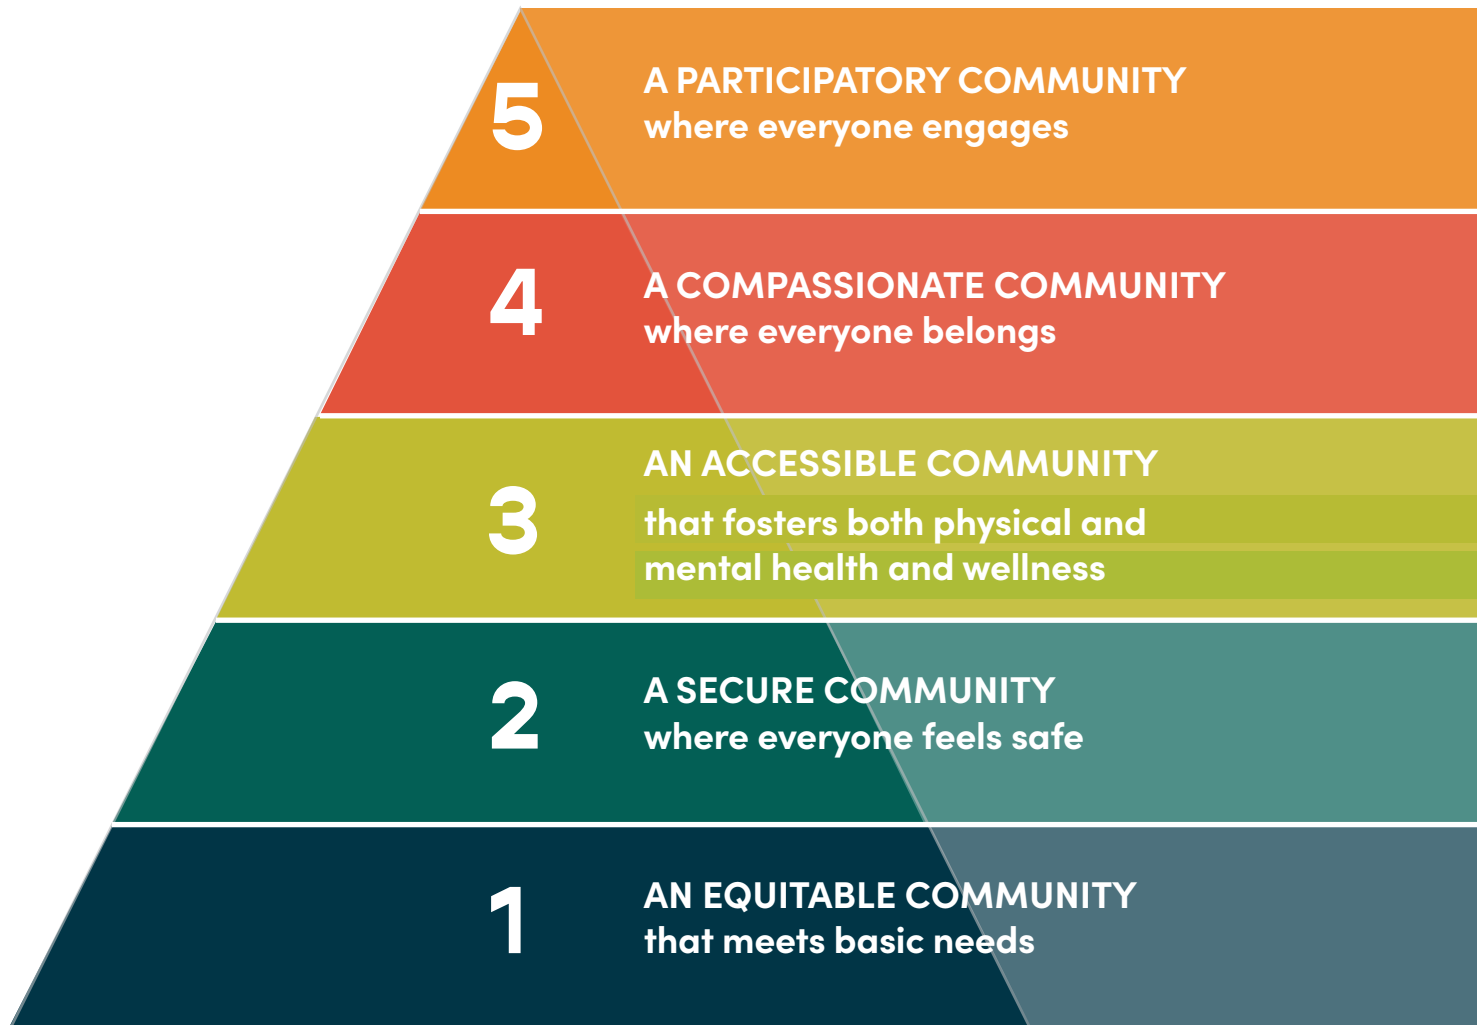 5
A PARTICIPATORY COMMUNITY
where everyone engages
4
A COMPASSIONATE COMMUNITY
where everyone belongs
3
AN ACCESSIBLE COMMUNITY
that fosters both physical and
mental health and wellness
2
A SECURE COMMUNITY
where everyone feels safe
1
AN EQUITABLE COMMUNITY
that meets basic needs